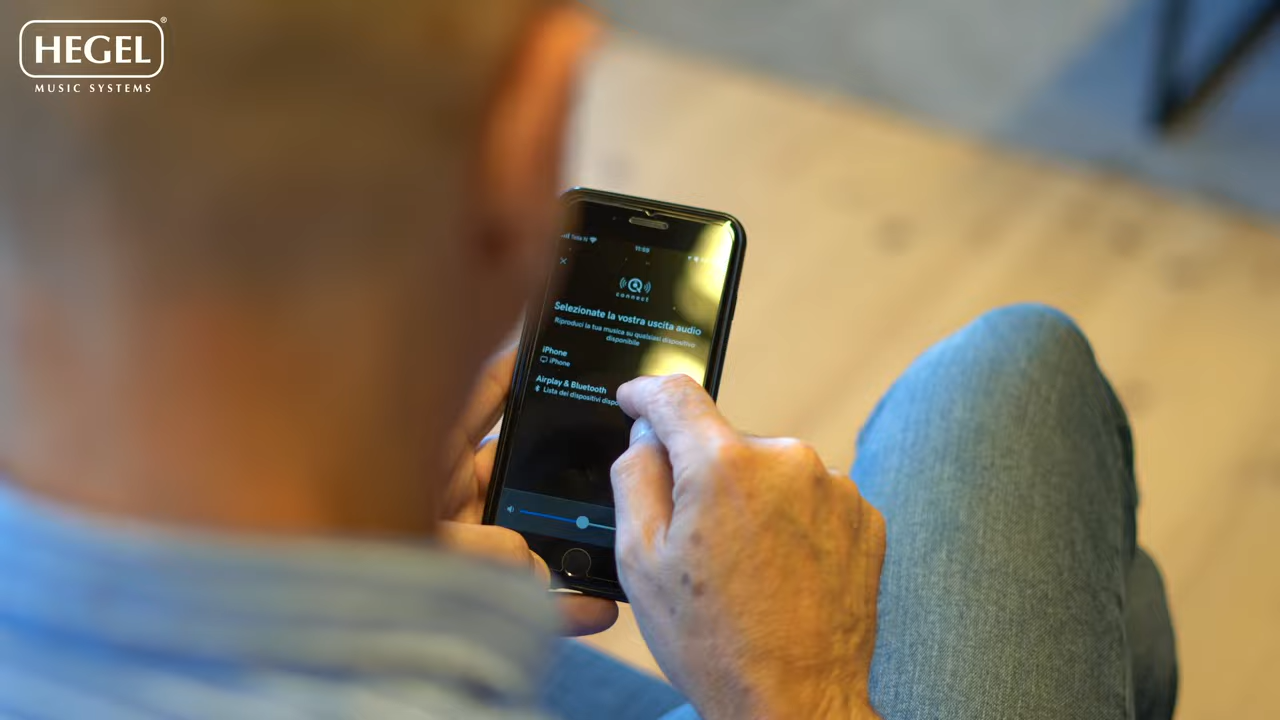 HEGEL®
MUSIC SYSTEMS
Telia N
11:09
connect
Selezionate la vostra uscita audio
Riproduci la tua musica su qualsiasi dispositivo
disponibile
iPhone
iPhone
Airplay & Bluetooth
Lista dei dispositivi